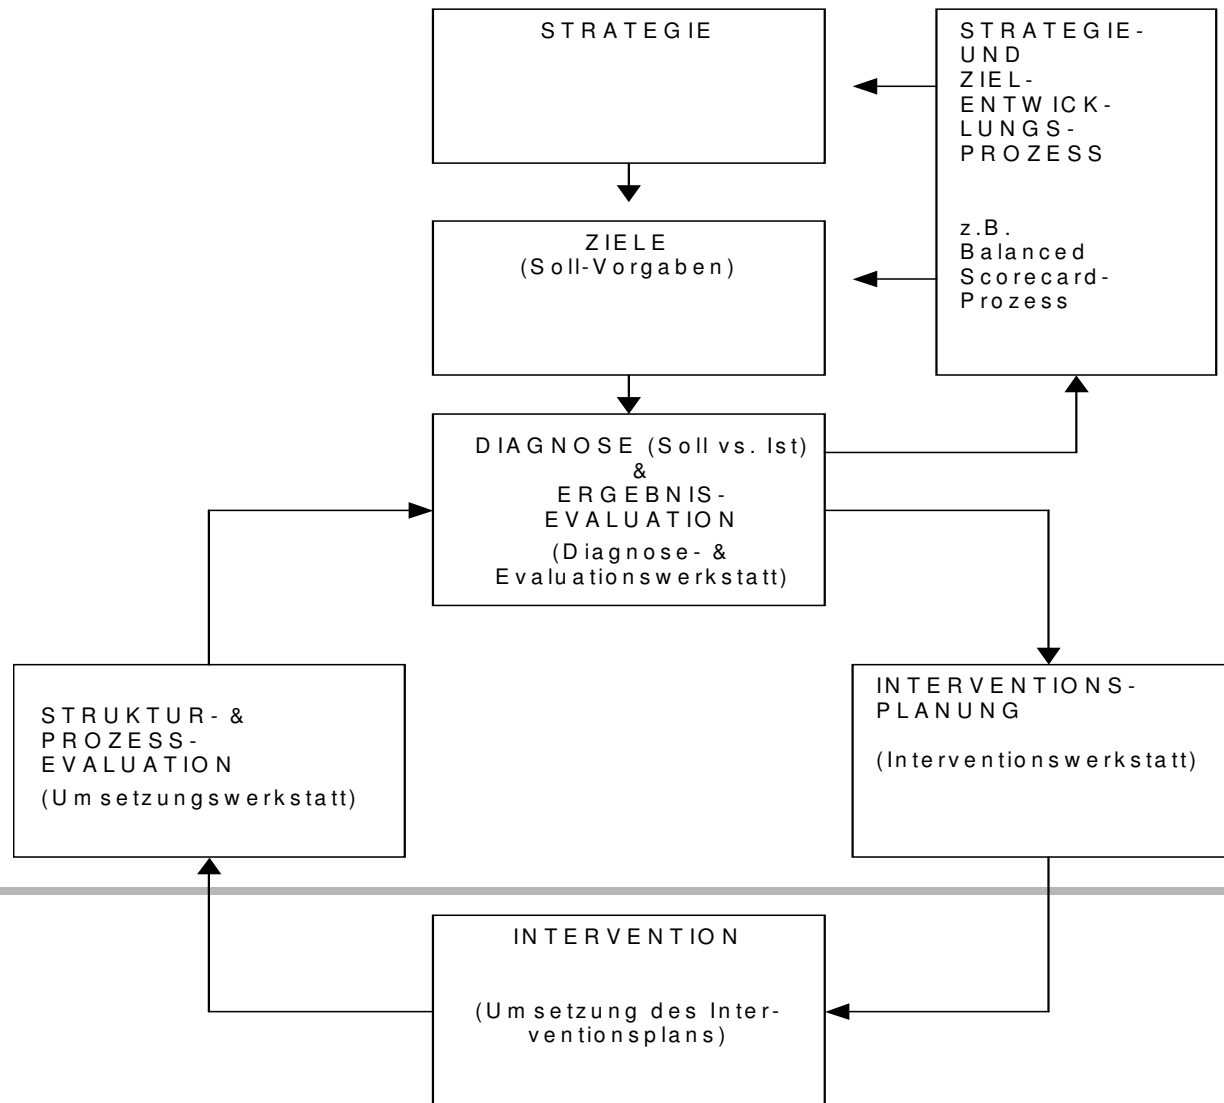 STRATEGIE
STRATEGIE-
UND
ZIEL-
ENTWICK-
LUNGS-
PROZESS
z.B.
Balanced
Scorecard-
Prozess
ZIELE
(Soll-Vorgaben)
DIAGNOSE (Soll vs. Ist)
&
ERGEBNIS-
EVALUATION
(Diagnose- &
Evaluationswerkstatt)
STRUKTUR- &
PROZESS-
EVALUATION
(Umsetzungswerkstatt)
INTERVENTIONS-
PLANUNG
(Interventionswerkstatt)
INTERVENTION
(Umsetzung des Inter-
ventionsplans)